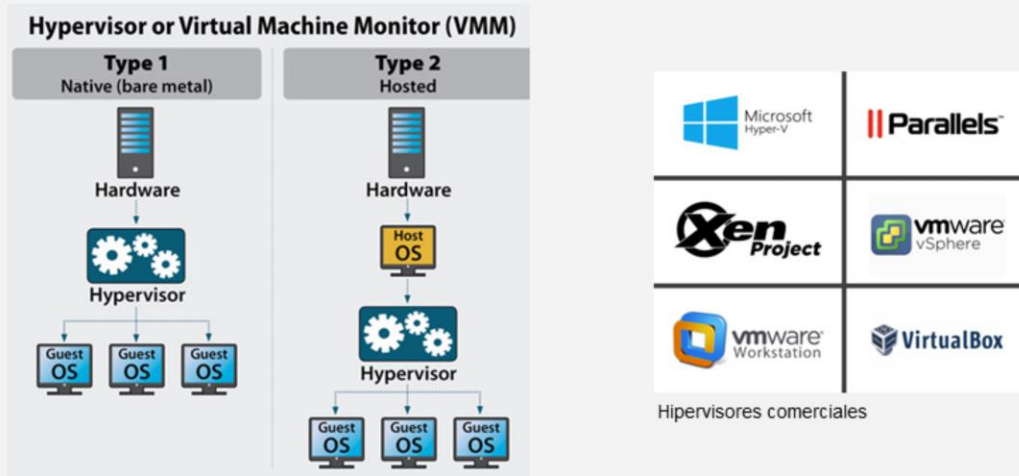 Hypervisor or Virtual Machine Monitor (VMM)
Type 1
Native (bare metal)
Hardware
Hypervisor
Guest
OS
Guest
OS
Guest
OS
Type 2
Hosted
Hardware
Host
OS
Hypervisor
Guest
OS
Guest
OS
Guest
OS
Microsoft
Hyper-V
Parallels™
Xen
Project
vmware®
vSphere
vmware®
Workstation
VirtualBox
Hipervisores comerciales